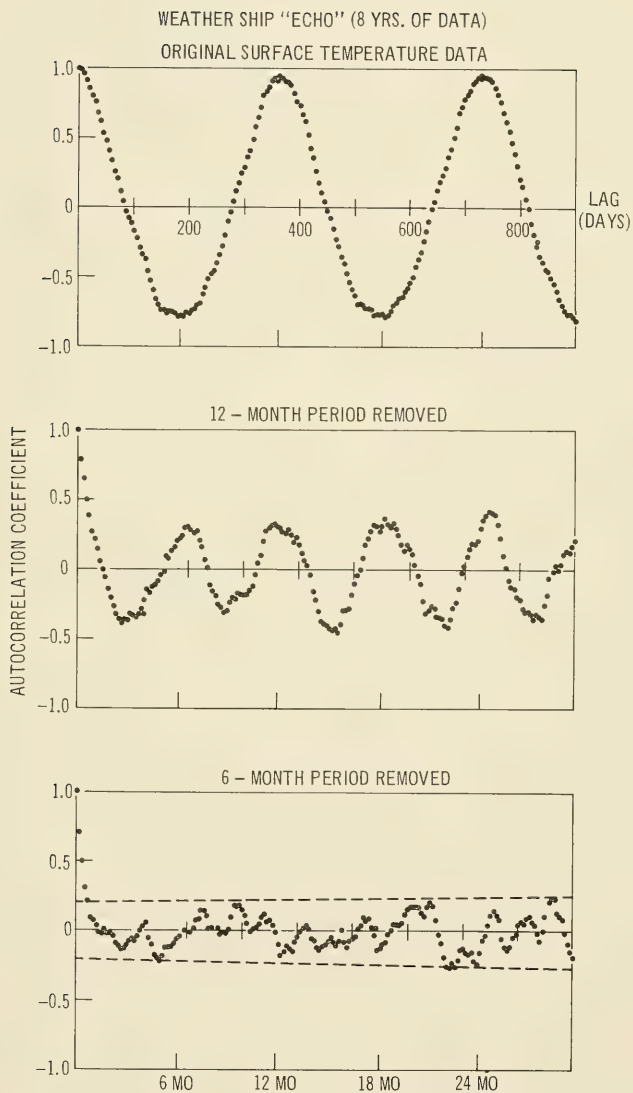 WEATHER SHIP "ECHO" (8 YRS. OF DATA)
ORIGINAL SURFACE TEMPERATURE DATA
1.0
0.5
0
-0.5
-1.0
200
400
600
800
LAG
(DAYS)
12 – MONTH PERIOD REMOVED
1.0
0.5
0
-0.5
-1.0
AUTOCORRELATION COEFFICIENT
6 – MONTH PERIOD REMOVED
1.0
0.5
0
-0.5
-1.0
6 MO
12 MO
18 MO
24 MO